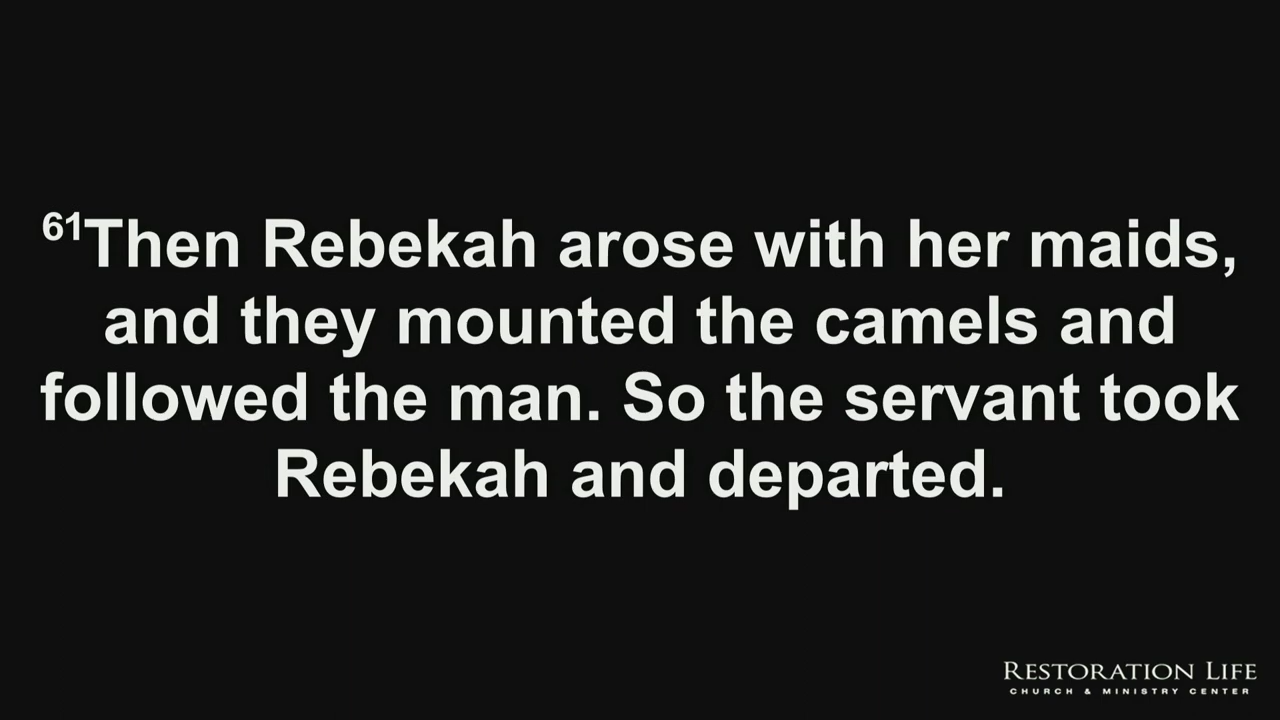 61Then Rebekah arose with her maids,
and they mounted the camels and
followed the man. So the servant took
Rebekah and departed.
RESTORATION LIFE
CHURCH & MINISTRY CENTER